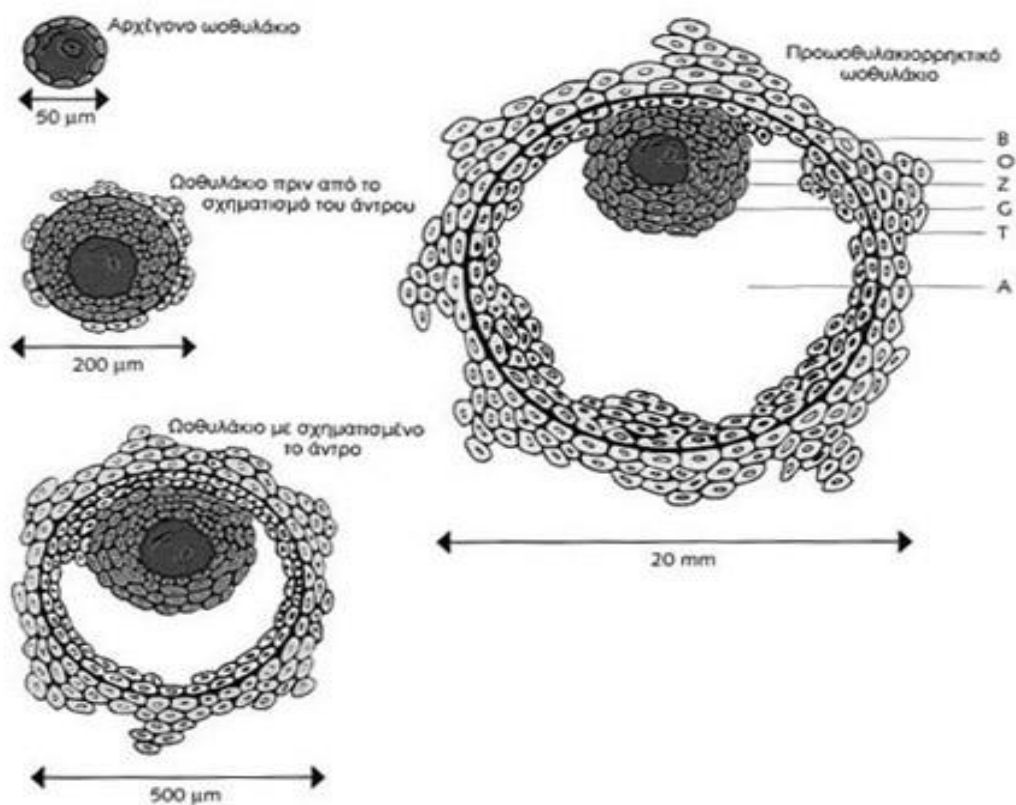 Αρχέγονο ωοθυλάκιο
50 μm
Ωοθυλάκιο πριν από το
σχηματισμό του άντρου
200 μm
Ωοθυλάκιο με σχηματισμένο
το άντρο
500 μm
Προωοθυλακιορρηκτικό
ωοθυλάκιο
B
O
Z
G
T
A
20 mm